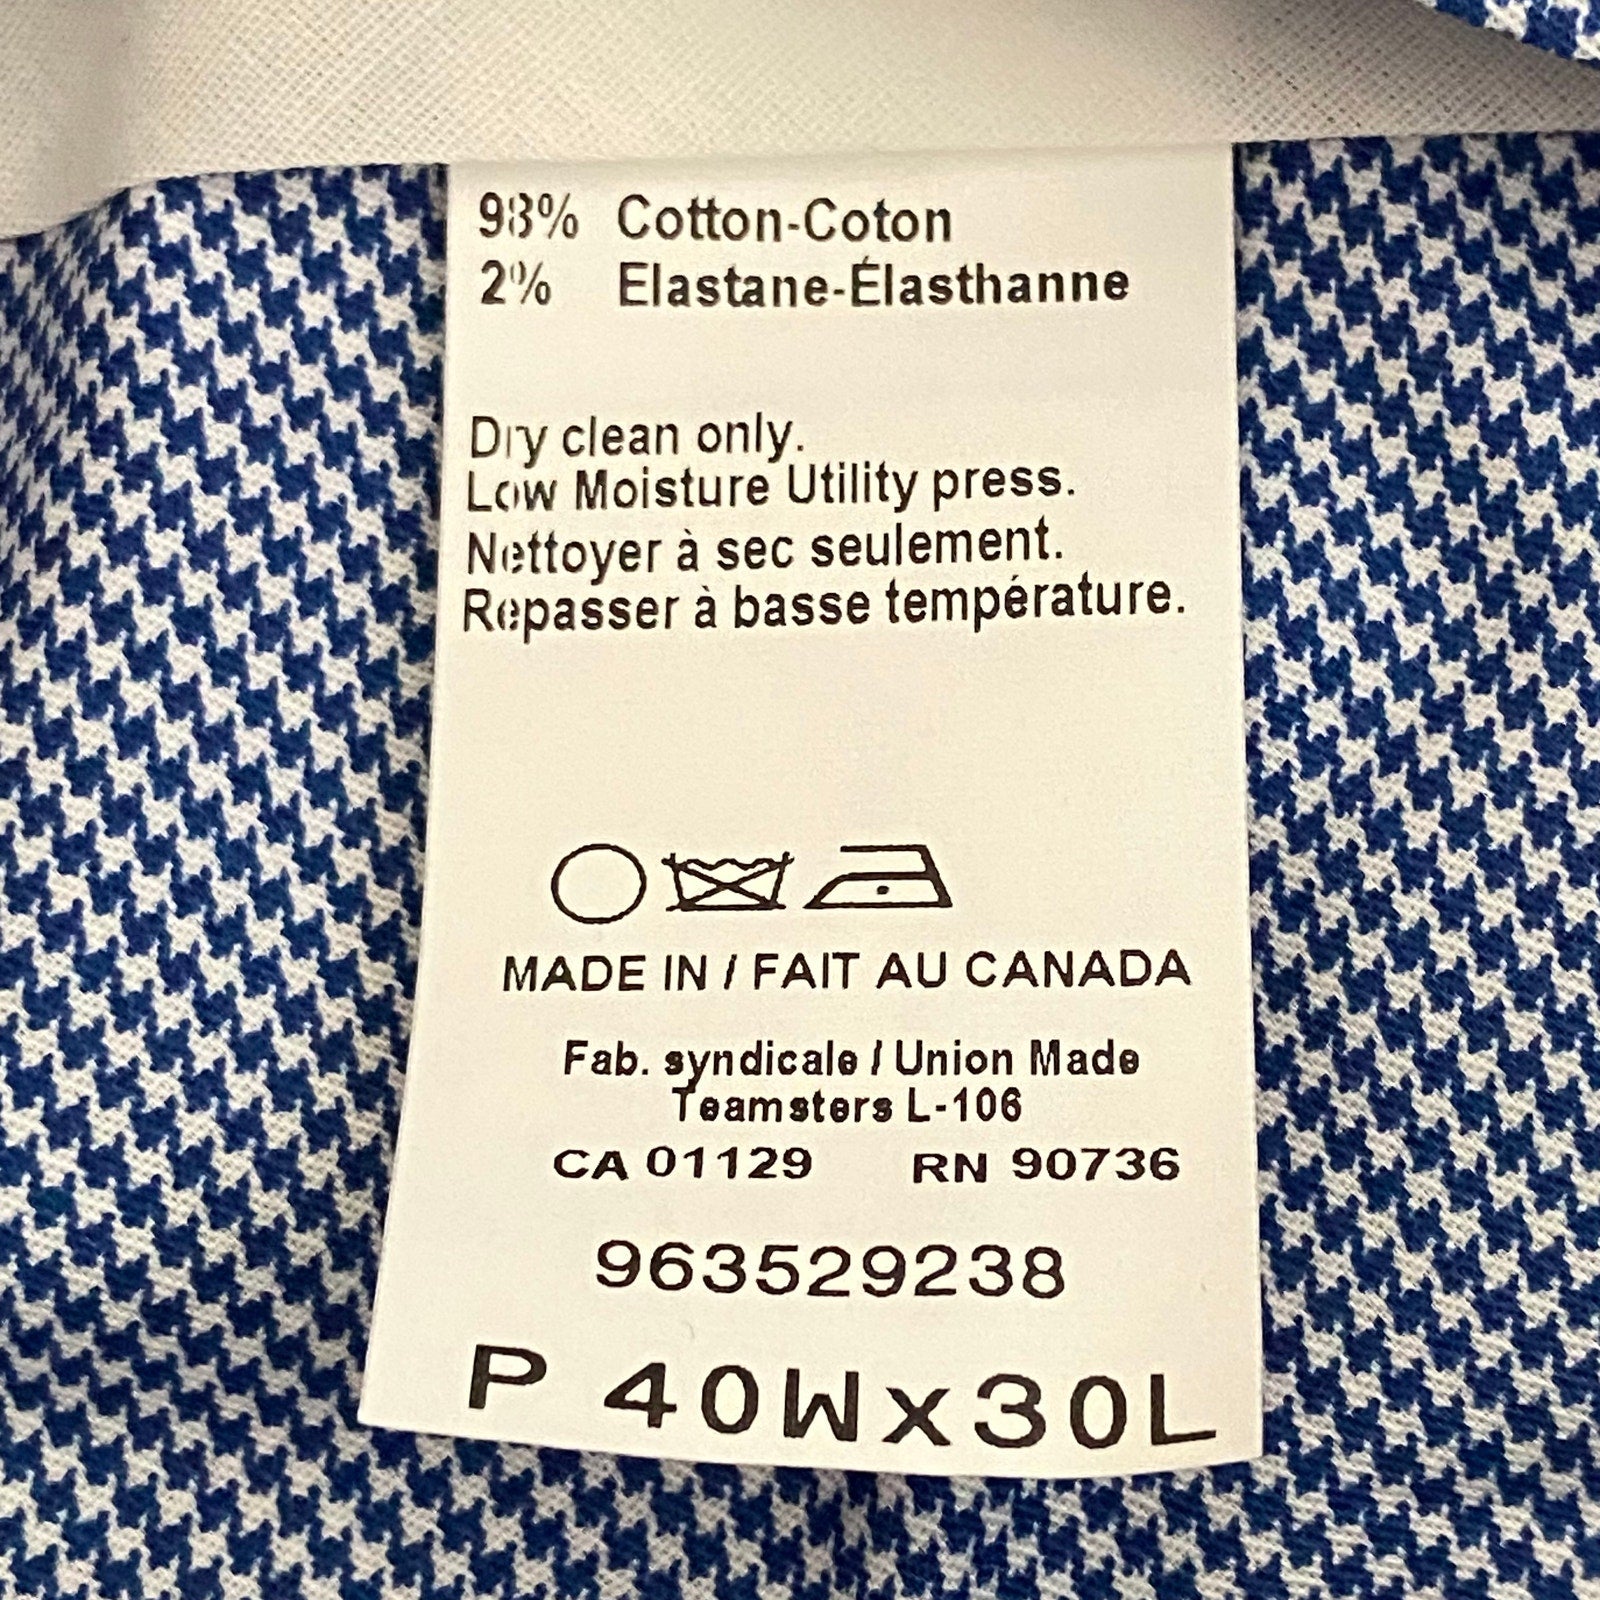 98% Cotton-Coton
2% Elastane-Élasthanne
Dry clean only.
Low Moisture Utility press.
Nettoyer à sec seulement.
Repasser à basse température.
MADE IN / FAIT AU CANADA
Fab. syndicale / Union Made
Teamsters L-106
CA 01129 RN 90736
963529238
P 40Wx30L